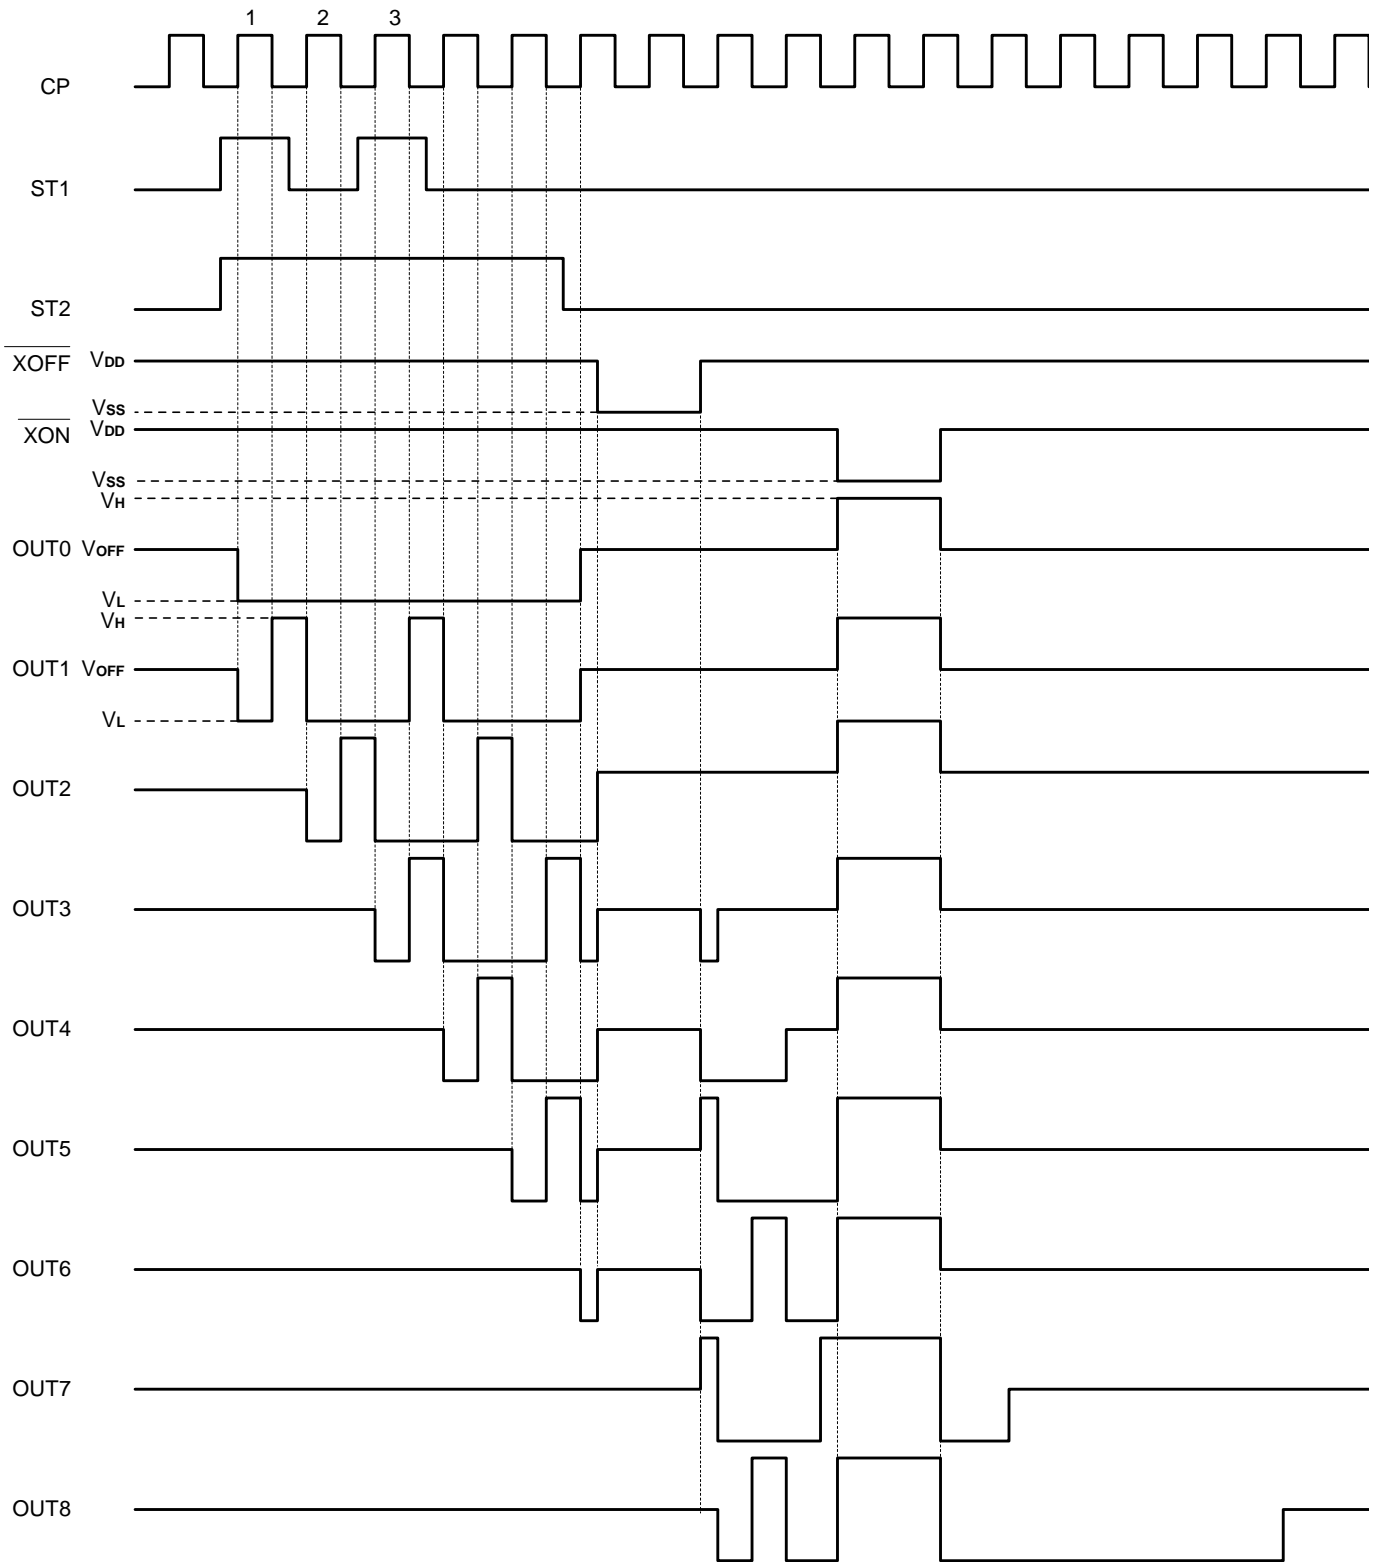 1 2 3
CP
ST1
ST2
XOFF VDD
VSS
XON VDD
VSS
VH
OUT0 VOFF
VL
VH
OUT1 VOFF
VL
OUT2
OUT3
OUT4
OUT5
OUT6
OUT7
OUT8